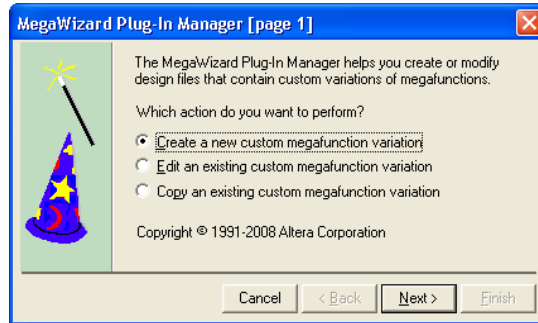 MegaWizard Plug-In Manager [page 1]
The MegaWizard Plug-In Manager helps you create or modify
design files that contain custom variations of megafunctions.
Which action do you want to perform?
Create a new custom megafunction variation
Edit an existing custom megafunction variation
Copy an existing custom megafunction variation
Copyright © 1991-2008 Altera Corporation
Cancel < Back Next > Finish